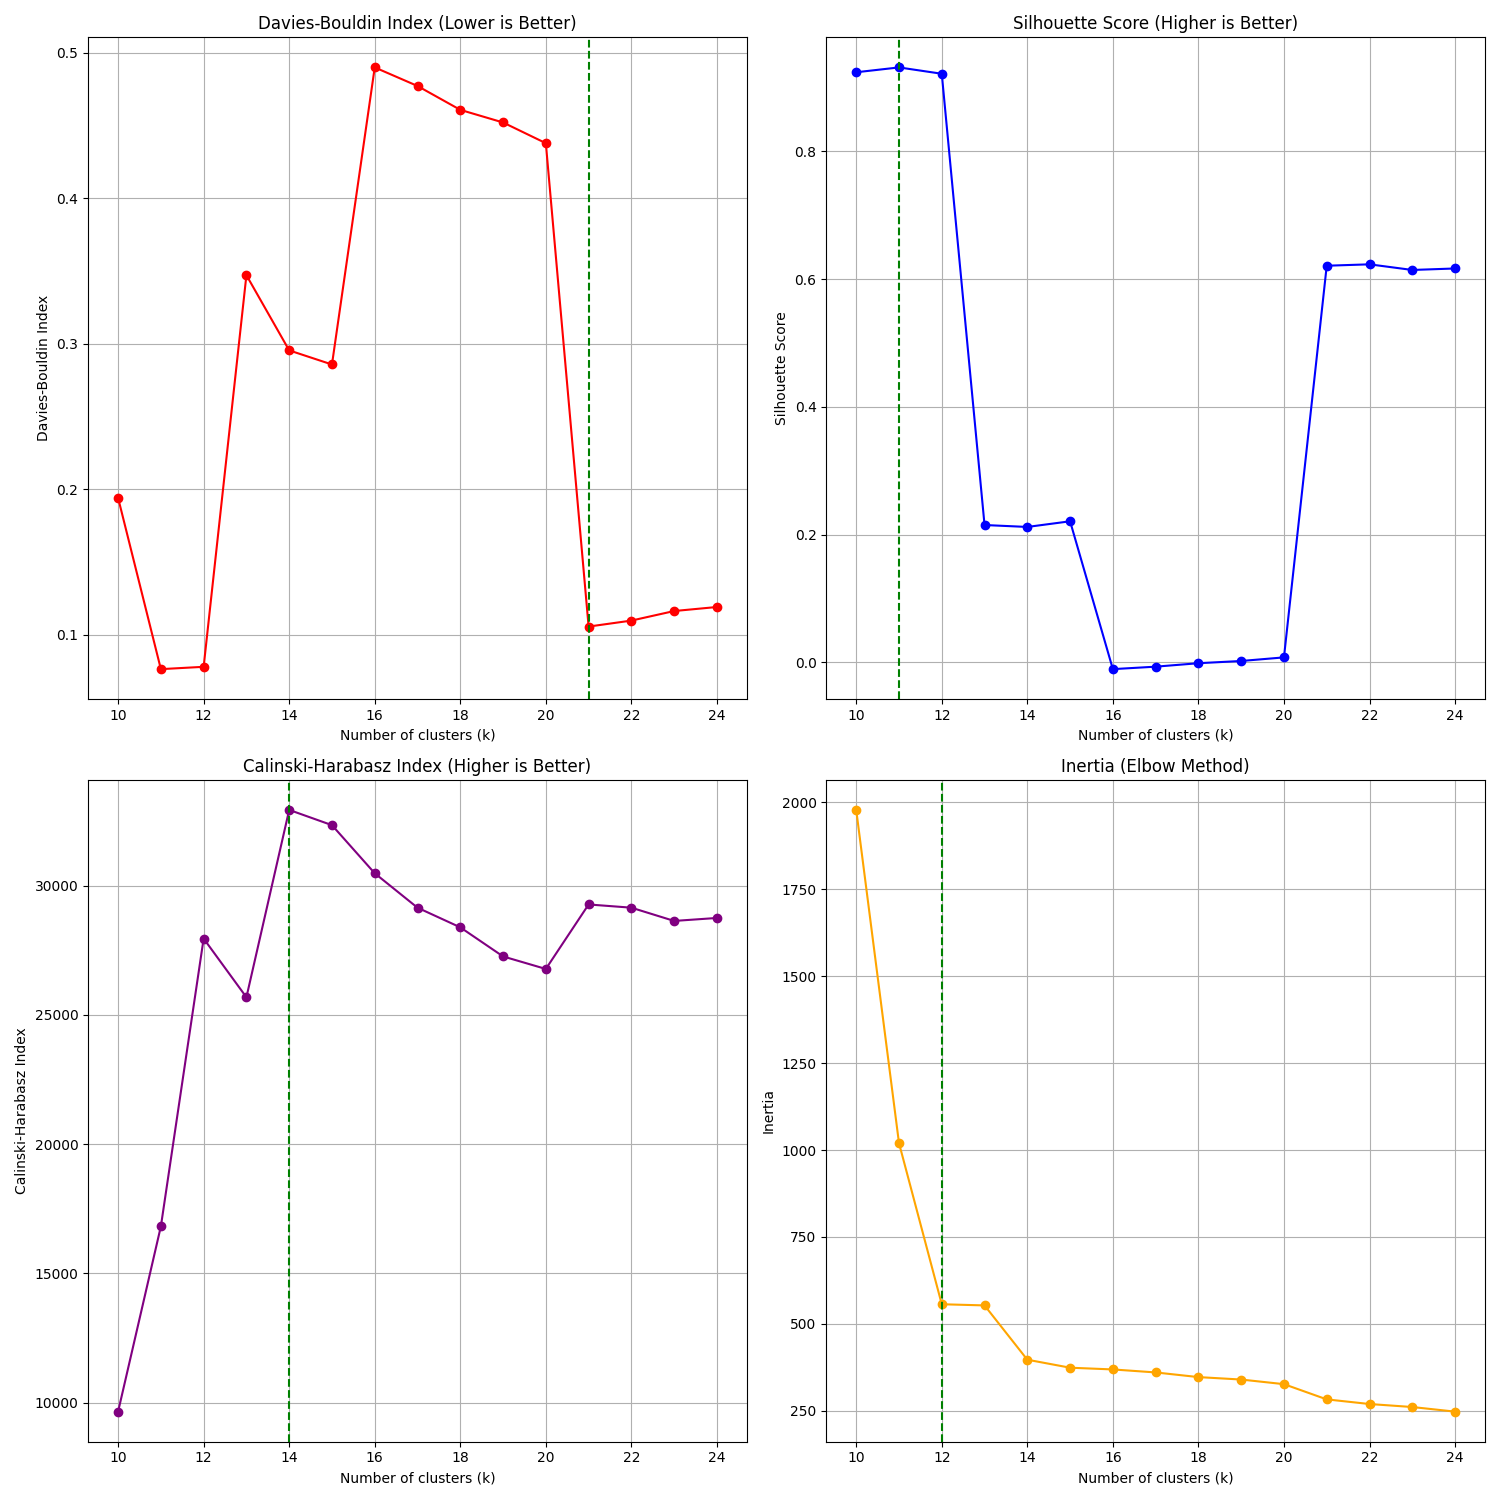 Davies-Bouldin Index (Lower is Better)
0.5
0.4
0.3
0.2
0.1
Davies-Bouldin Index
10 12 14 16 18 20 22 24
Number of clusters (k)
Silhouette Score (Higher is Better)
0.8
0.6
0.4
0.2
0.0
Silhouette Score
10 12 14 16 18 20 22 24
Number of clusters (k)
Calinski-Harabasz Index (Higher is Better)
30000
25000
20000
15000
10000
Calinski-Harabasz Index
10 12 14 16 18 20 22 24
Number of clusters (k)
Inertia (Elbow Method)
2000
1750
1500
1250
1000
750
500
250
Inertia
10 12 14 16 18 20 22 24
Number of clusters (k)